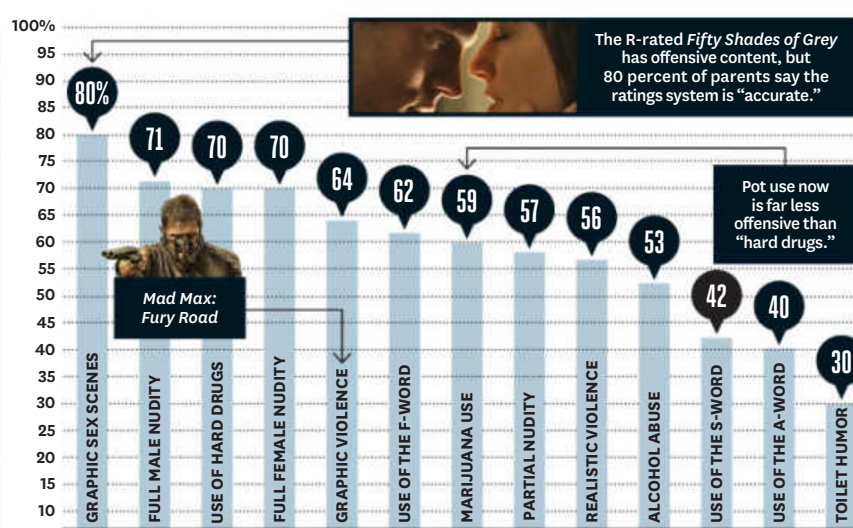 100%
95
90
85
80
75
70
65
60
55
50
45
40
35
30
25
20
15
10
80%
71
70
70
64
62
59
57
56
53
42
40
30
The R-rated Fifty Shades of Grey
has offensive content, but
80 percent of parents say the
ratings system is “accurate.”
Pot use now
is far less
offensive than
“hard drugs.”
Mad Max:
Fury Road
GRAPHIC SEX SCENES
FULL MALE NUDITY
USE OF HARD DRUGS
FULL FEMALE NUDITY
GRAPHIC VIOLENCE
USE OF THE F-WORD
MARIJUANA USE
PARTIAL NUDITY
REALISTIC VIOLENCE
ALCOHOL ABUSE
USE OF THE S-WORD
USE OF THE A-WORD
TOILET HUMOR